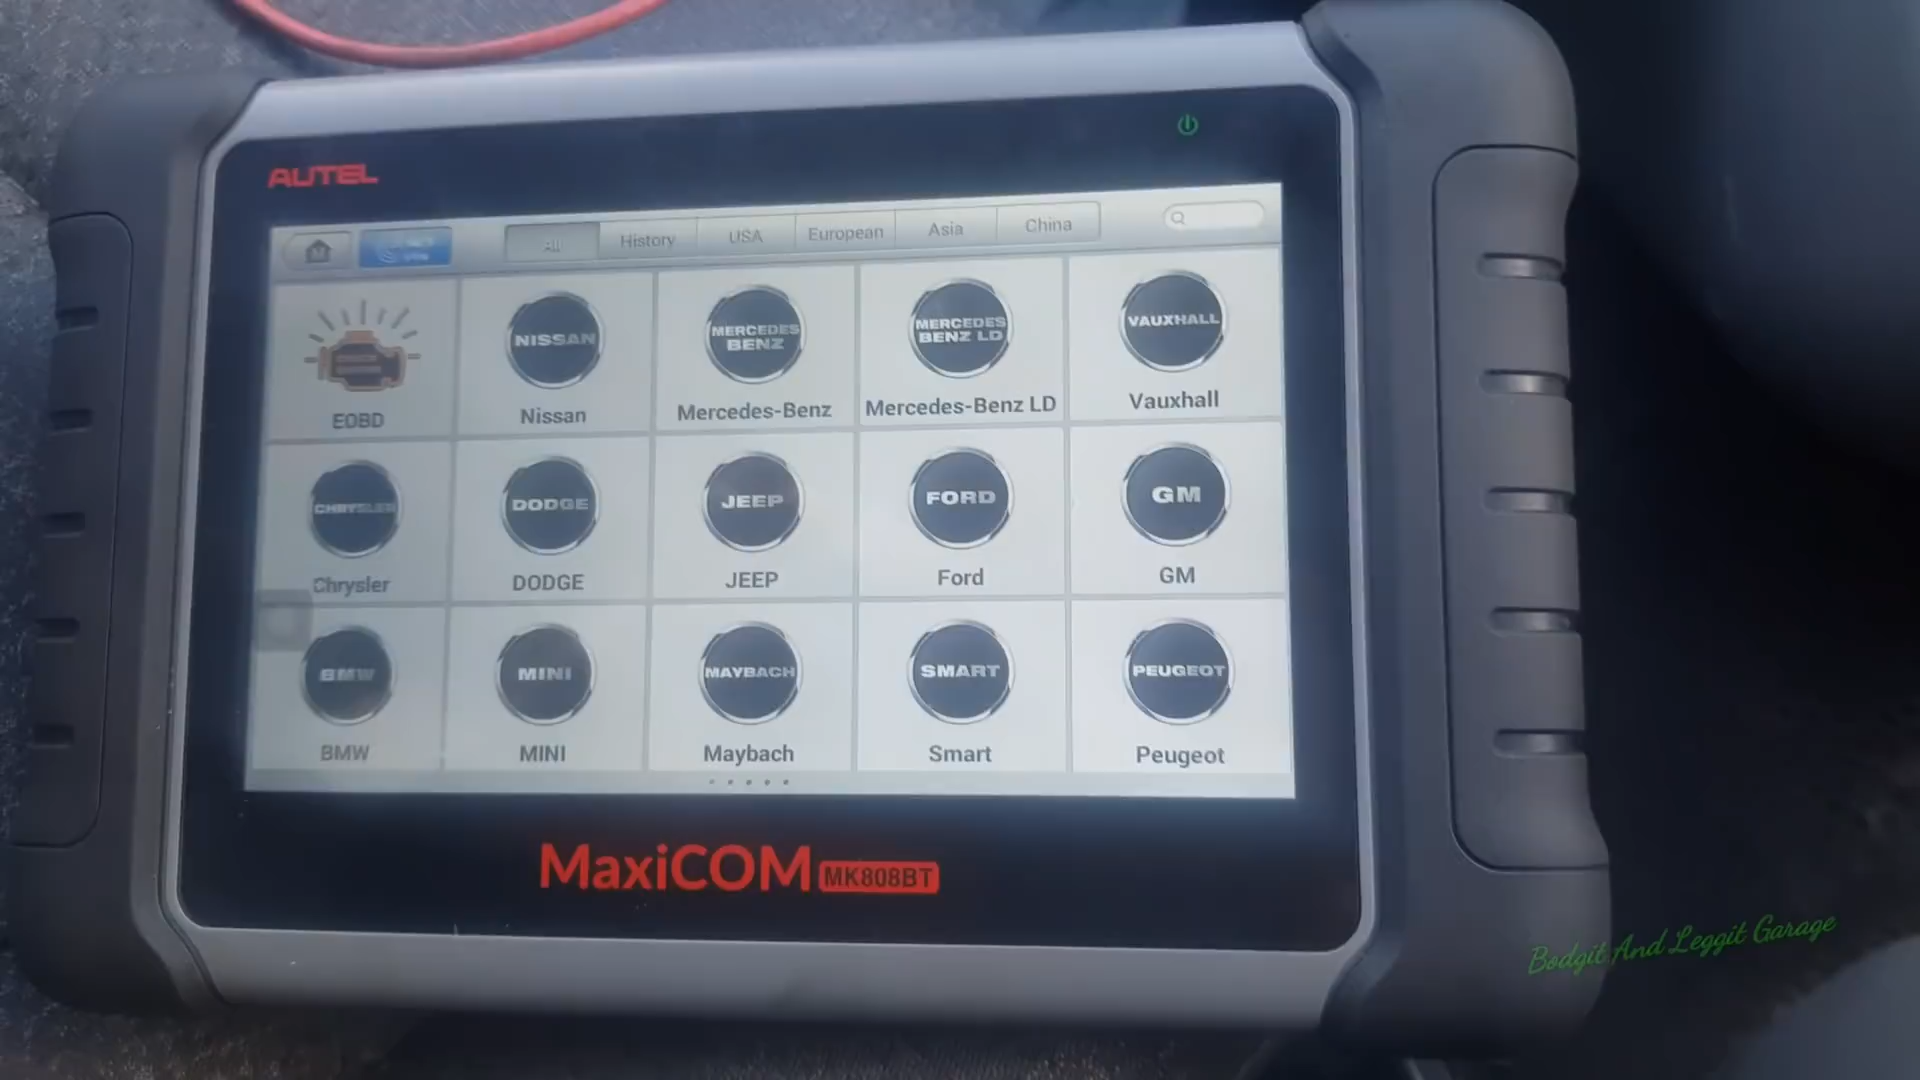 AUTEL
All History USA European Asia China
NISSAN MERCEDES BENZ MERCEDES BENZ LD VAUXHALL
EOBD Nissan Mercedes-Benz Mercedes-Benz LD Vauxhall
CHRYSLER DODGE JEEP FORD GM
Chrysler DODGE JEEP Ford GM
BMW MINI MAYBACH SMART PEUGEOT
BMW MINI Maybach Smart Peugeot
MaxiCOM MK808BT
Bodgit And Leggit Garage